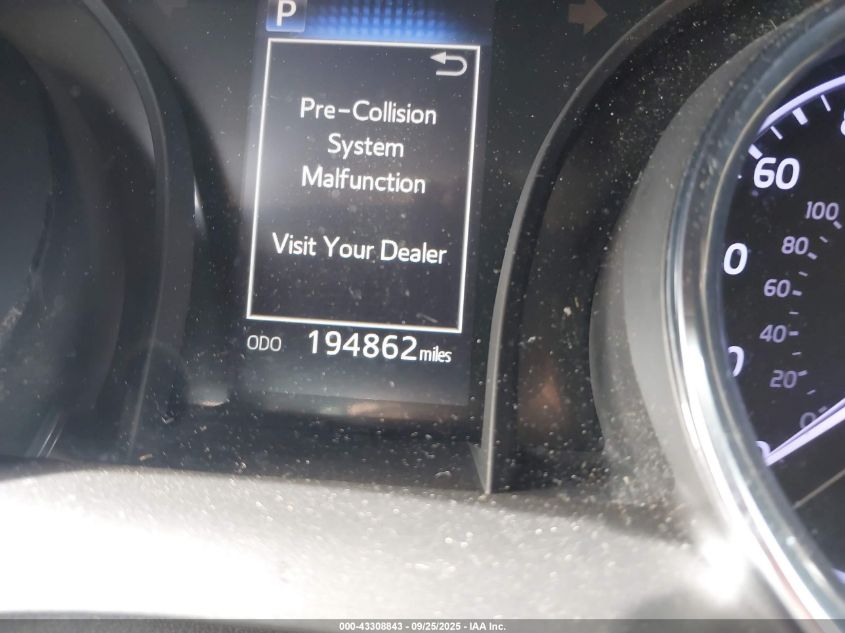 P
Pre-Collision
System
Malfunction
Visit Your Dealer
ODO 194862 miles
60
100
80
60
40
20
0
000-43308843 - 09/25/2025 - IAA Inc.